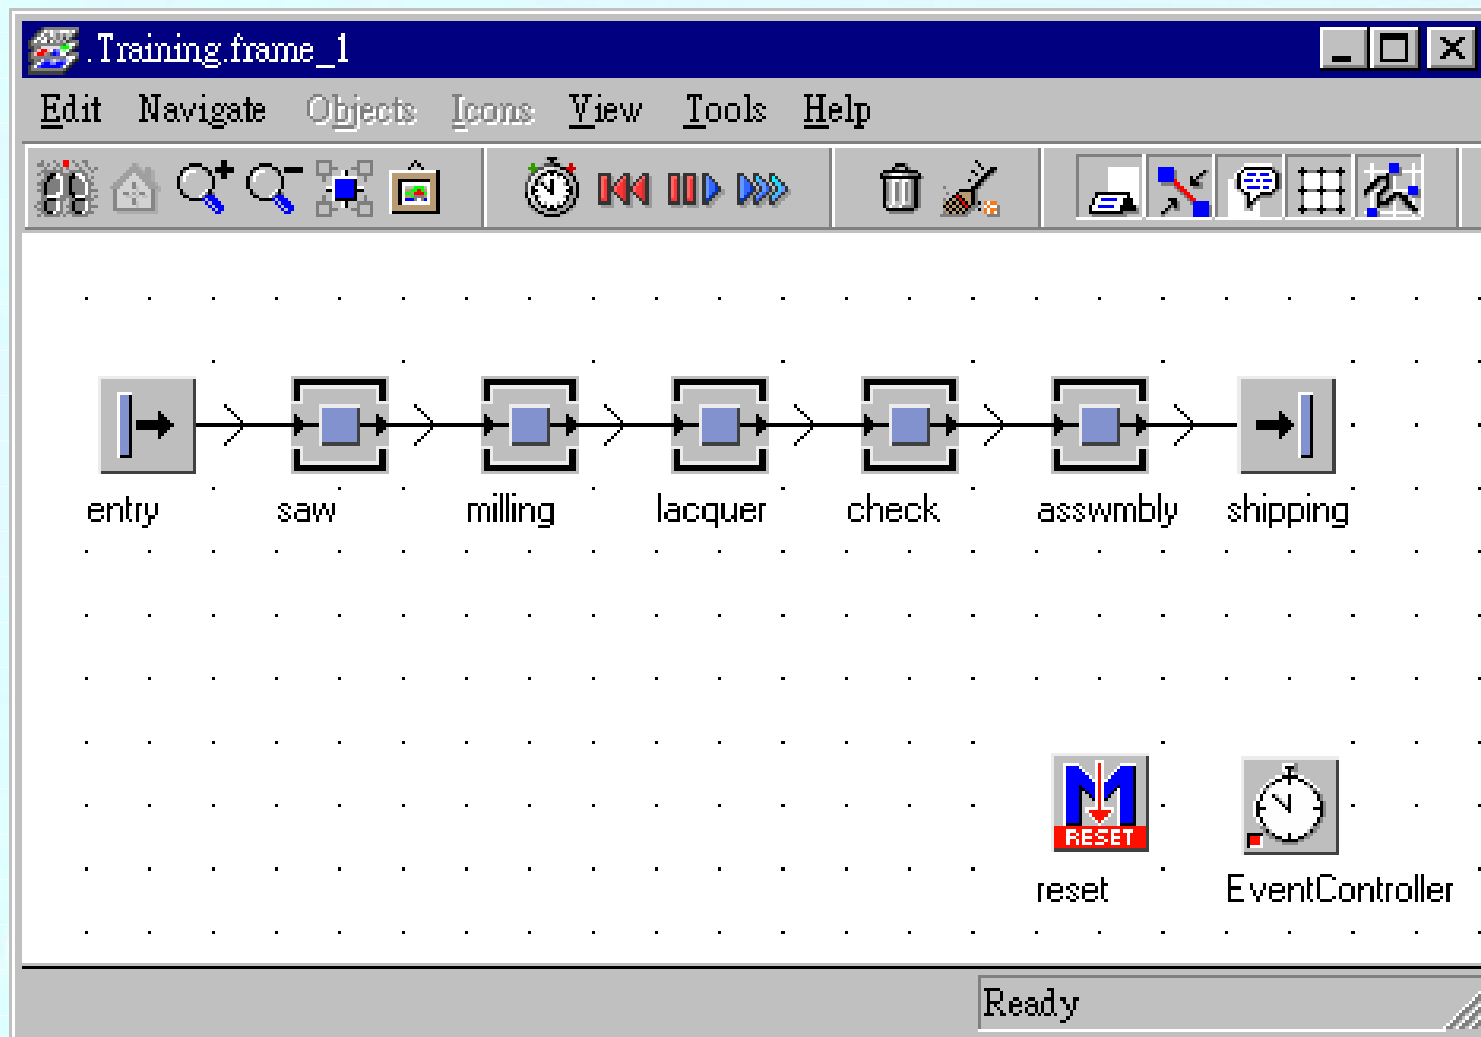 .Training.frame_1
Edit Navigate Objects Icons View Tools Help
entry saw milling lacquer check asswmbly shipping
RESET
reset EventController
Ready